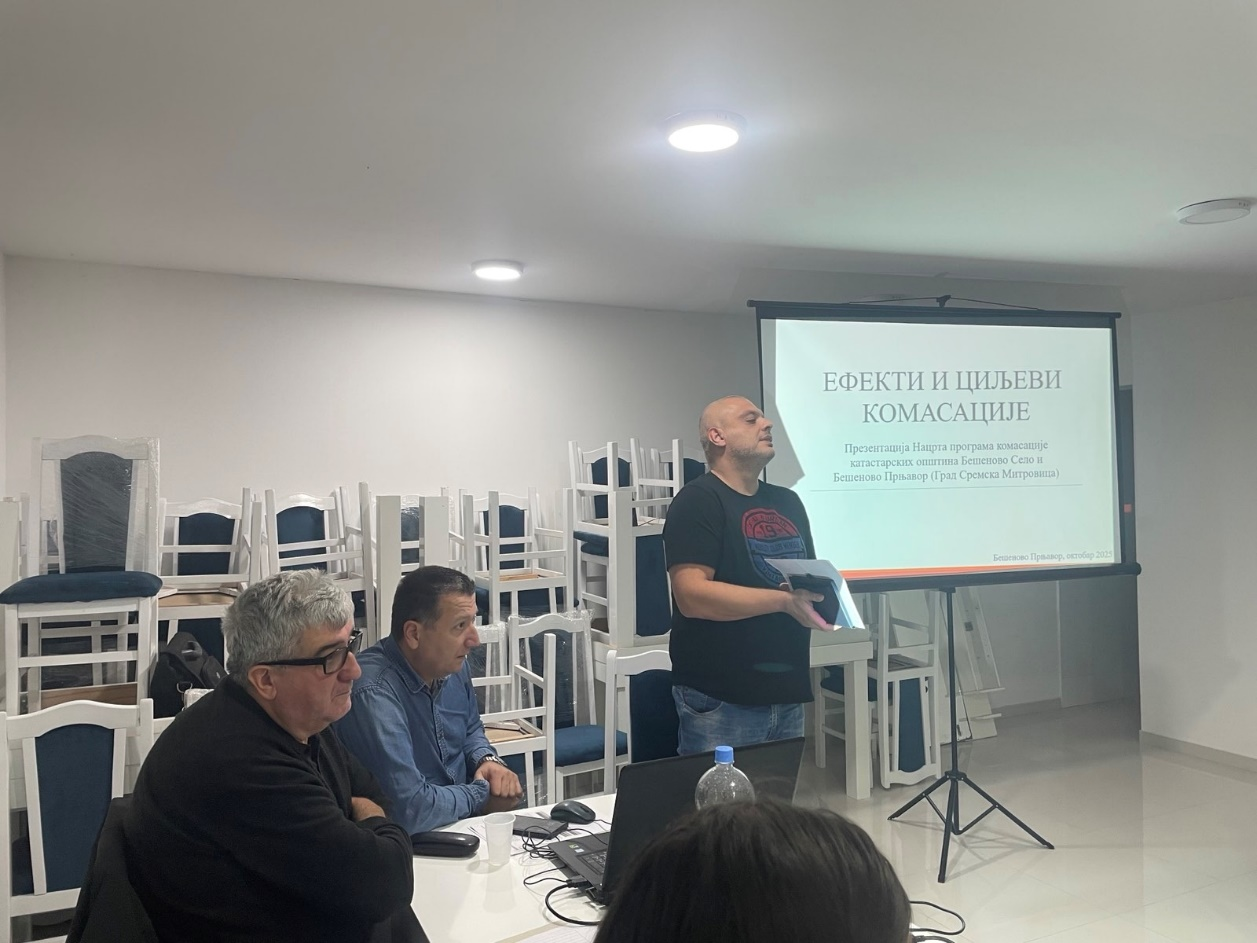 ЕФЕКТИ И ЦИЉЕВИ
КОМАСАЦИЈЕ
Презентација Нацрта програма комасације
катастарских општина Бешеново Село и
Бешеново Прњавор (Град Сремска Митровица)
Бешеново Прњавор, октобар 2025